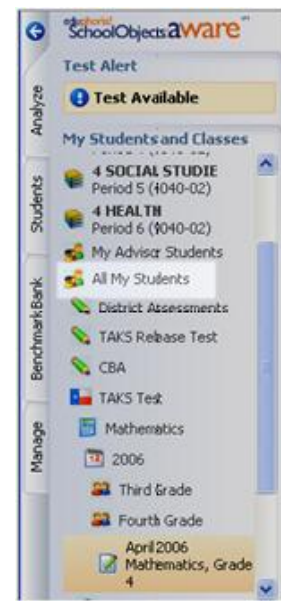 eduphoria!
SchoolObjects:aware
Test Alert
Test Available
My Students and Classes
4 SOCIAL STUDIE
Period 5 (4040-02)
4 HEALTH
Period 6 (4040-02)
My Advisor Students
All My Students
District Assessments
TAKS Release Test
CBA
TAKS Test
Mathematics
2006
Third Grade
Fourth Grade
April 2006
Mathematics, Grade
4
Analyze
Students
BenchmarkBank
Manage